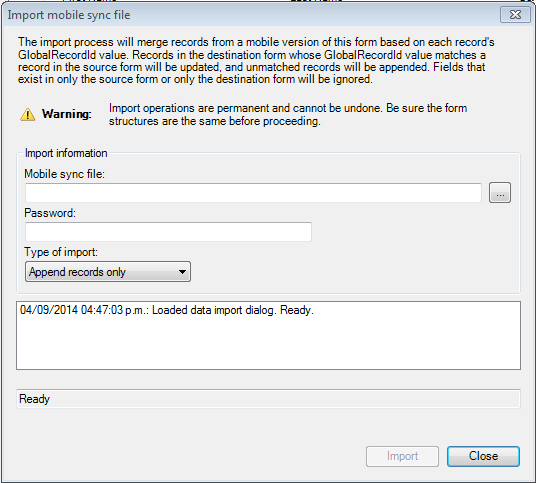 Import mobile sync file
The import process will merge records from a mobile version of this form based on each record's
GlobalRecordId value. Records in the destination form whose GlobalRecordId value matches a
record in the source form will be updated, and unmatched records will be appended. Fields that
exist in only the source form or only the destination form will be ignored.
Warning:
Import operations are permanent and cannot be undone. Be sure the form
structures are the same before proceeding.
Import information
Mobile sync file:
...
Password:
Type of import:
Append records only
04/09/2014 04:47:03 p.m.: Loaded data import dialog. Ready.
Ready
Import
Close